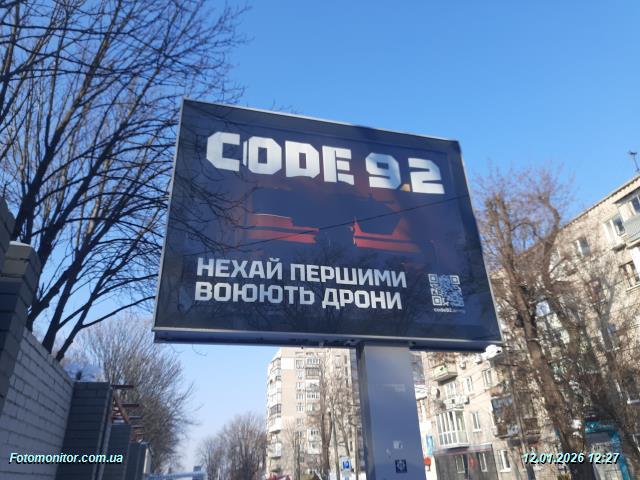 CODE 9.2
НЕХАЙ ПЕРШИМИ
ВОЮЮТЬ ДРОНИ
code92.army
Fotomonitor.com.ua
12.01.2026 12:27